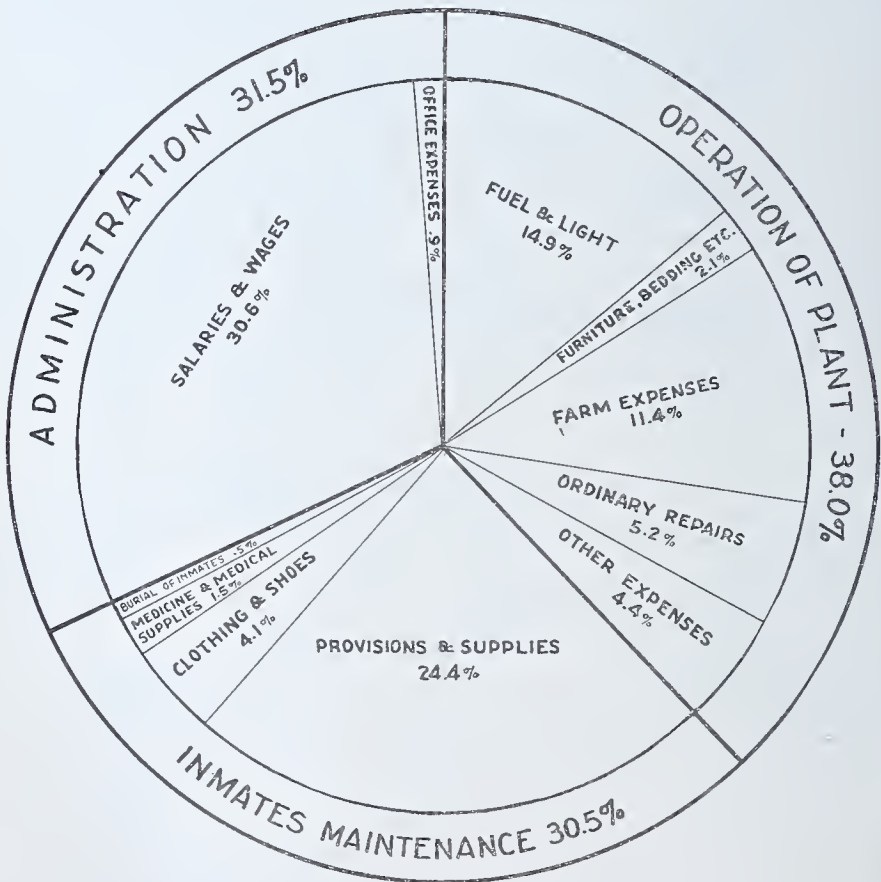 ADMINISTRATION 31.5%
SALARIES & WAGES
30.6%
OFFICE EXPENSES .9%
OPERATION OF PLANT - 38.0%
FUEL & LIGHT
14.9%
FURNITURE, BEDDING ETC.
2.1%
FARM EXPENSES
11.4%
ORDINARY REPAIRS
5.2%
OTHER EXPENSES
4.4%
INMATES MAINTENANCE 30.5%
PROVISIONS & SUPPLIES
24.4%
CLOTHING & SHOES
4.1%
MEDICINE & MEDICAL
SUPPLIES 1.5%
BURIAL OF INMATES .5%